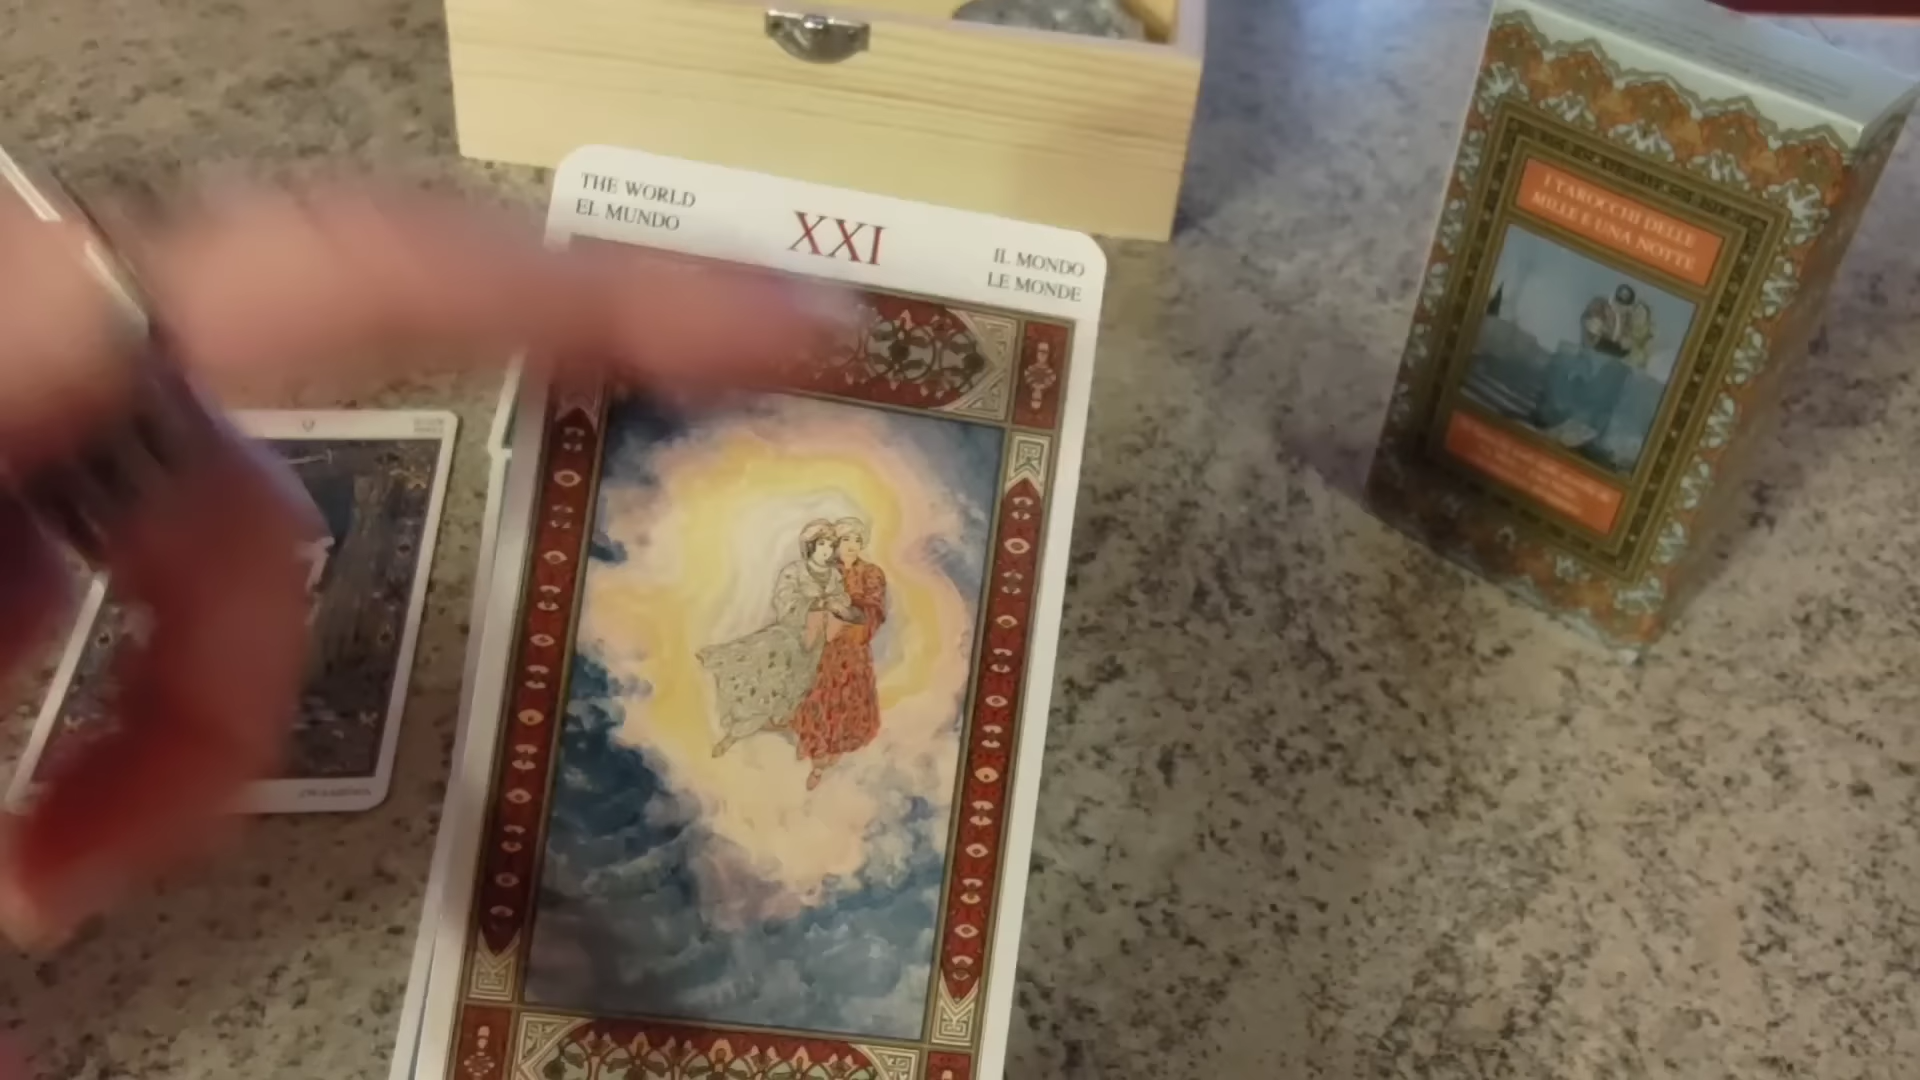 THE WORLD
EL MUNDO
XXI
IL MONDO
LE MONDE
I TAROCCHI DELLE
MILLE E UNA NOTTE